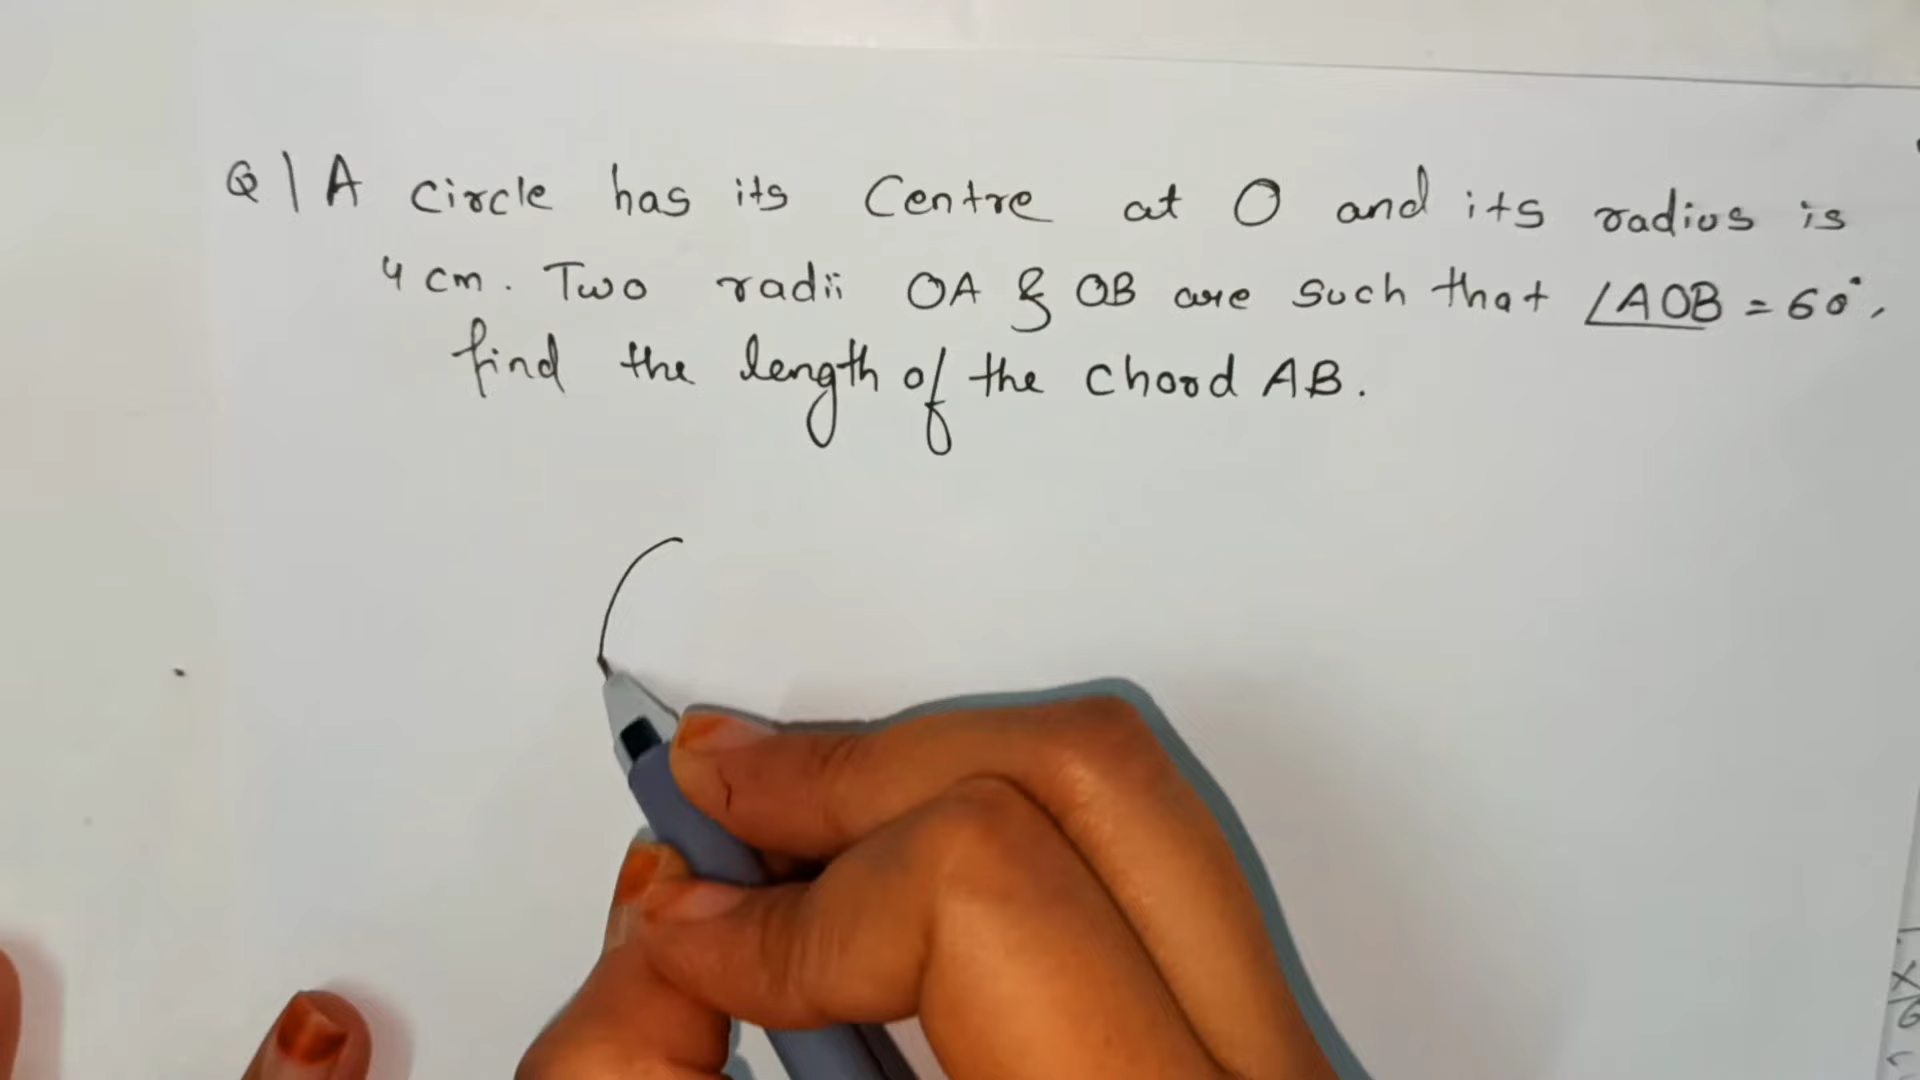 Q1 A circle has its Centre at O and its radius is
4 cm. Two radii OA & OB are such that ∠AOB = 60°,
find the length of the chord AB.